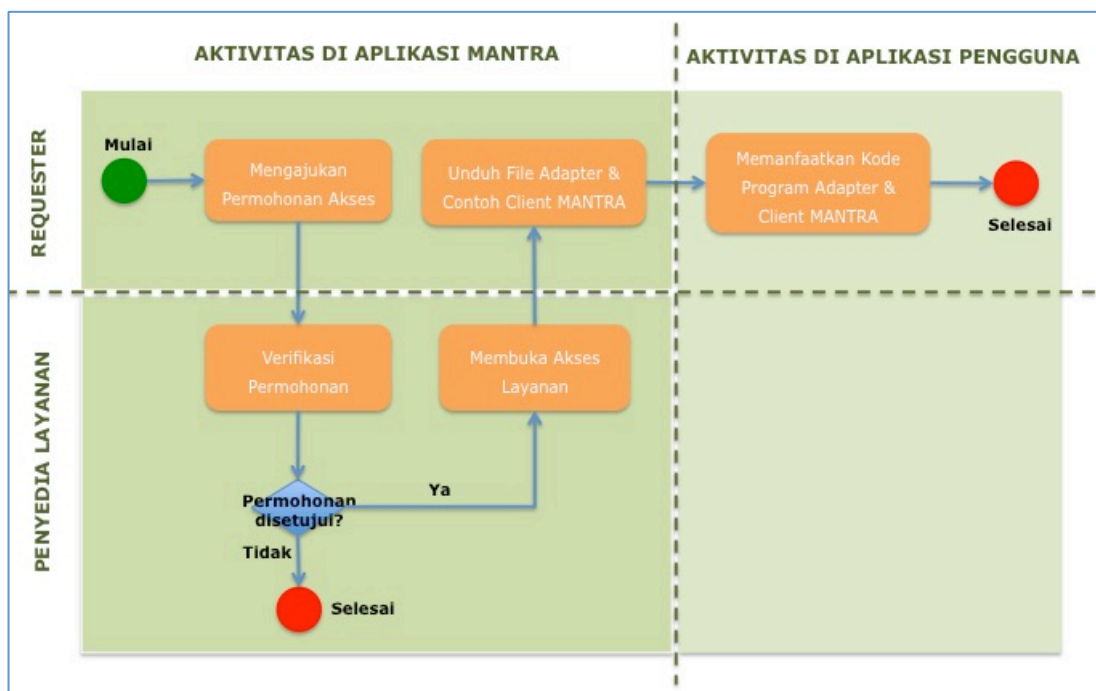 AKTIVITAS DI APLIKASI MANTRA
AKTIVITAS DI APLIKASI PENGGUNA
REQUESTER
Mulai
Mengajukan
Permohonan Akses
Unduh File Adapter &
Contoh Client MANTRA
Memanfaatkan Kode
Program Adapter &
Client MANTRA
Selesai
PENYEDIA LAYANAN
Verifikasi
Permohonan
Membuka Akses
Layanan
Permohonan
disetujui?
Ya
Tidak
Selesai